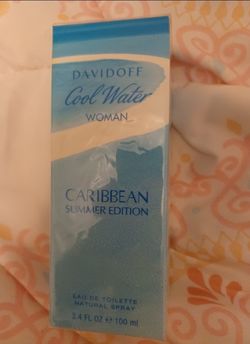 DAVIDOFF
Cool Water
WOMAN
CARIBBEAN
SUMMER EDITION
EAU DE TOILETTE
NATURAL SPRAY
3.4 FL OZ ℮ 100 ml